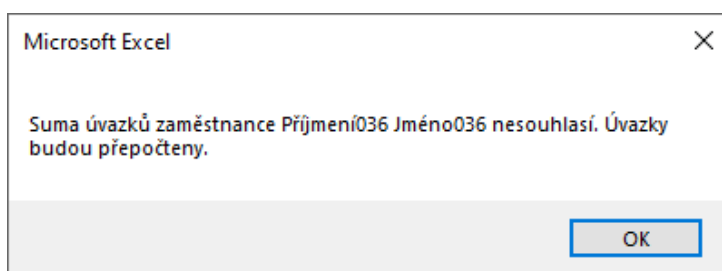 Microsoft Excel
Suma úvazků zaměstnance Příjmení036 Jméno036 nesouhlasí. Úvazky
budou přepočteny.
OK